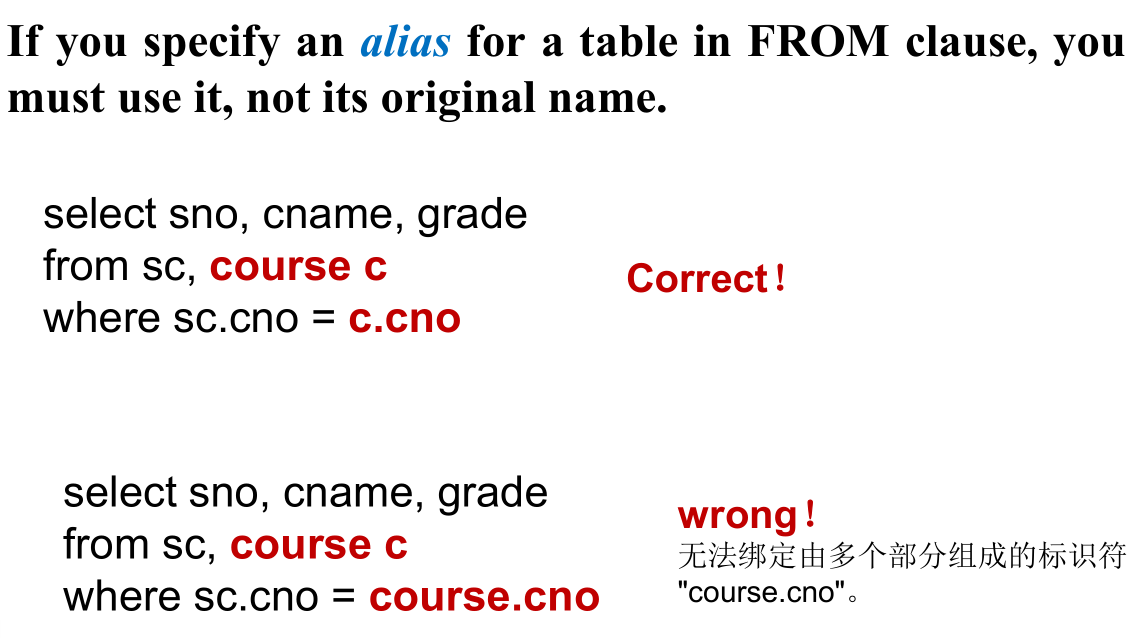 If you specify an alias for a table in FROM clause, you
must use it, not its original name.
select sno, cname, grade
from sc, course c
where sc.cno = c.cno
Correct！
select sno, cname, grade
from sc, course c
where sc.cno = course.cno
wrong！
无法绑定由多个部分组成的标识符
"course.cno"。